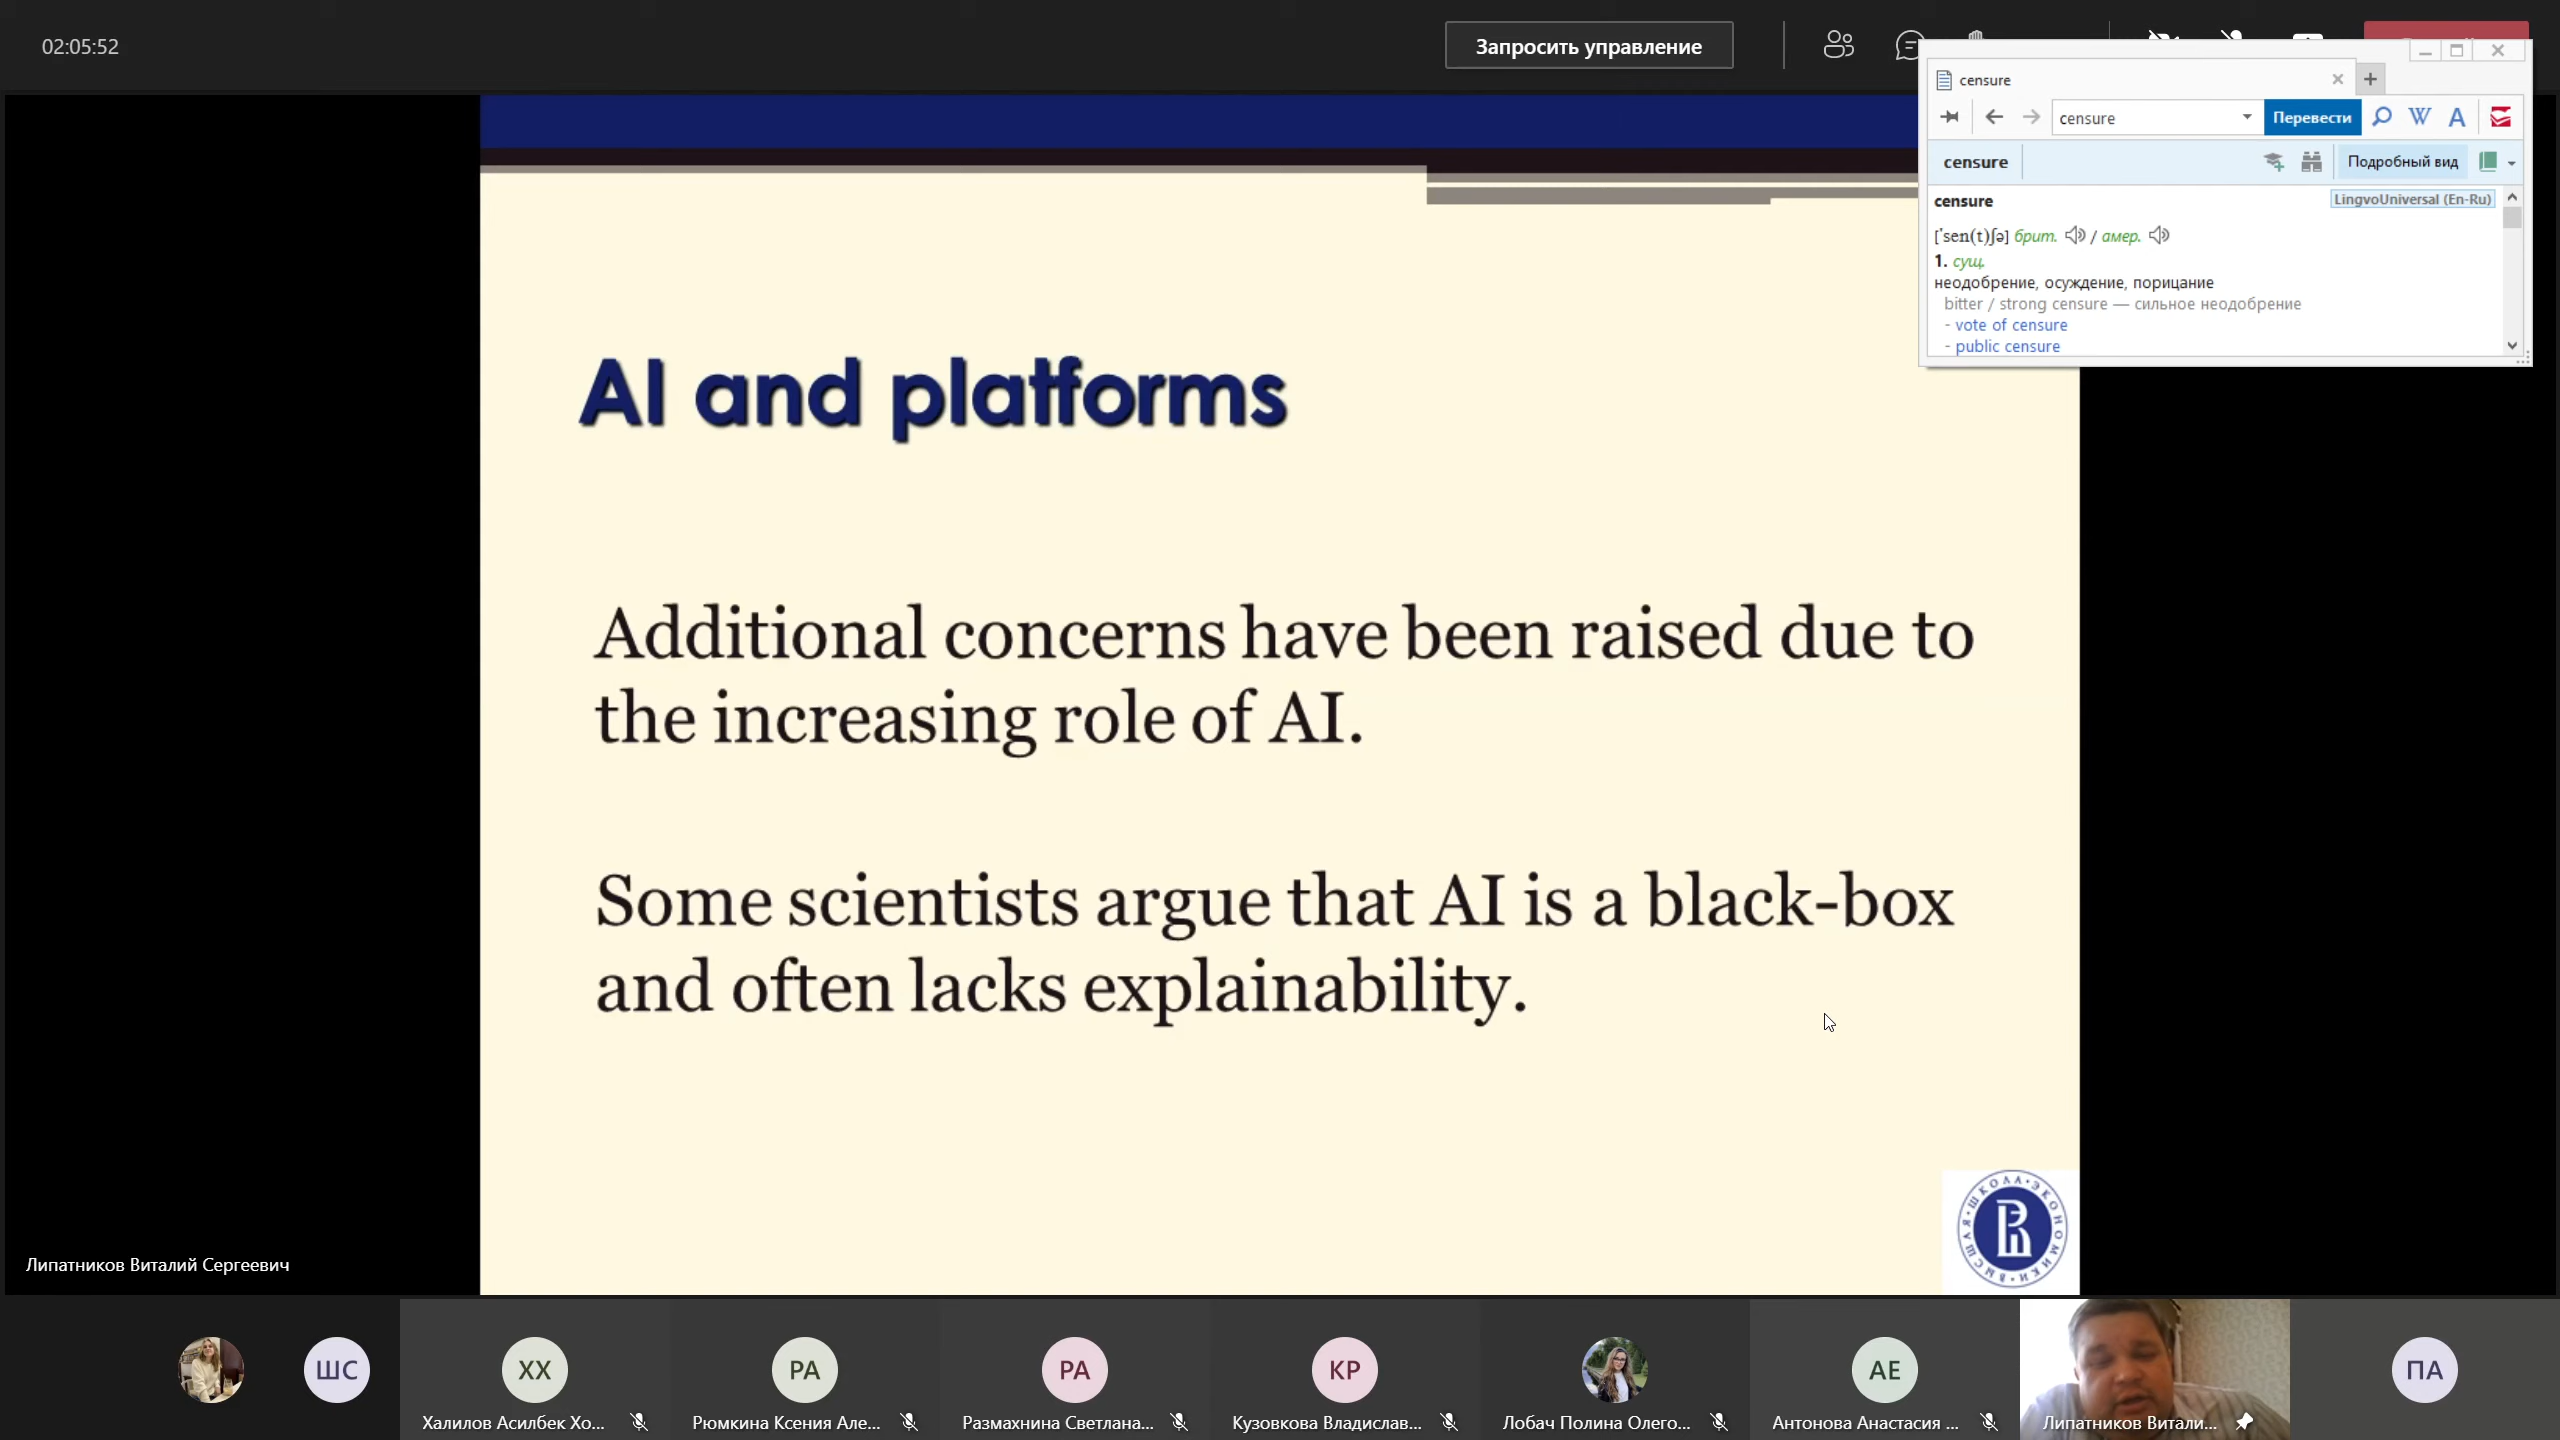 02:05:52
Запросить управление
censure
censure
Перевести
W
A
censure
Подробный вид
censure
LingvoUniversal (En-Ru)
['sen(t)ʃə] брит. / амер.
1. сущ.
неодобрение, осуждение, порицание
bitter / strong censure — сильное неодобрение
- vote of censure
- public censure
AI and platforms
Additional concerns have been raised due to
the increasing role of AI.
Some scientists argue that AI is a black-box
and often lacks explainability.
ВЫСШАЯ ШКОЛА ЭКОНОМИКИ
Липатников Виталий Сергеевич
ШС
ХХ
РА
РА
КР
АЕ
ПА
Халилов Асилбек Хо...
Рюмкина Ксения Але...
Размахнина Светлана...
Кузовкова Владислав...
Лобач Полина Олего...
Антонова Анастасия ...
Липатников Витали...